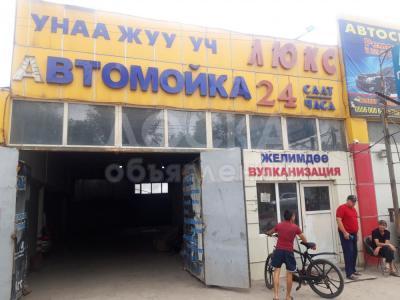 УНАА ЖУУ УЧ
ЛЮКС
АВТОМОЙКА
24
СААТ
ЧАСА
АВТОС
ЖЕЛИМДӨӨ
ВУЛКАНИЗАЦИЯ